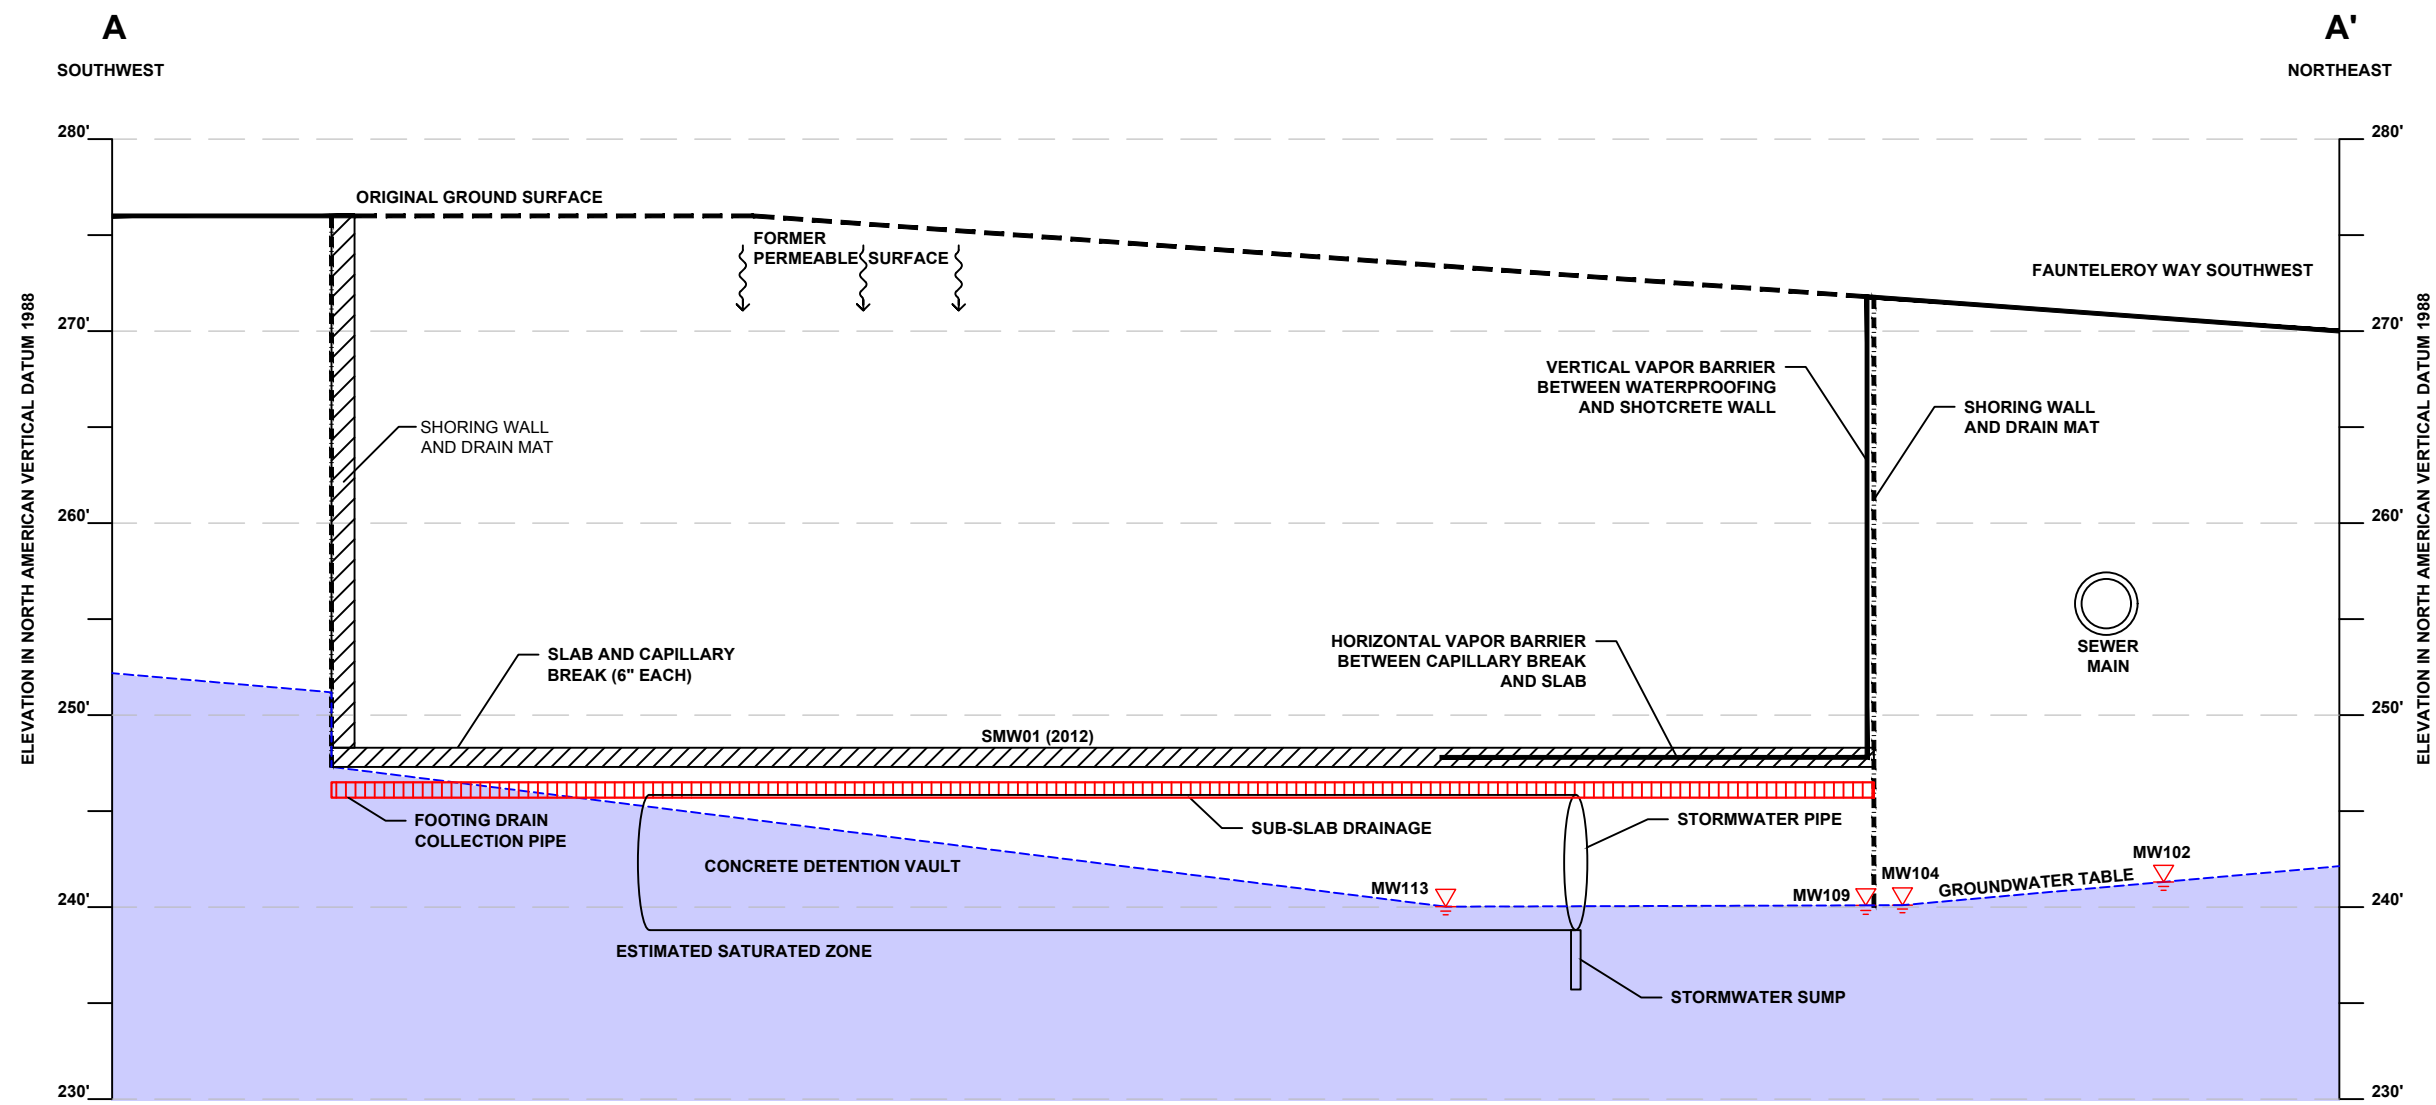 A
A'
SOUTHWEST
NORTHEAST
280'
280'
ORIGINAL GROUND SURFACE
FORMER
PERMEABLE SURFACE
FAUNTELEROY WAY SOUTHWEST
270'
270'
ELEVATION IN NORTH AMERICAN VERTICAL DATUM 1988
ELEVATION IN NORTH AMERICAN VERTICAL DATUM 1988
VERTICAL VAPOR BARRIER
BETWEEN WATERPROOFING
AND SHOTCRETE WALL
SHORING WALL
AND DRAIN MAT
SHORING WALL
AND DRAIN MAT
260'
260'
SLAB AND CAPILLARY
BREAK (6" EACH)
HORIZONTAL VAPOR BARRIER
BETWEEN CAPILLARY BREAK
AND SLAB
SEWER
MAIN
250'
250'
SMW01 (2012)
FOOTING DRAIN
COLLECTION PIPE
SUB-SLAB DRAINAGE
STORMWATER PIPE
CONCRETE DETENTION VAULT
MW113
MW109
MW104
GROUNDWATER TABLE
MW102
240'
240'
ESTIMATED SATURATED ZONE
STORMWATER SUMP
230'
230'